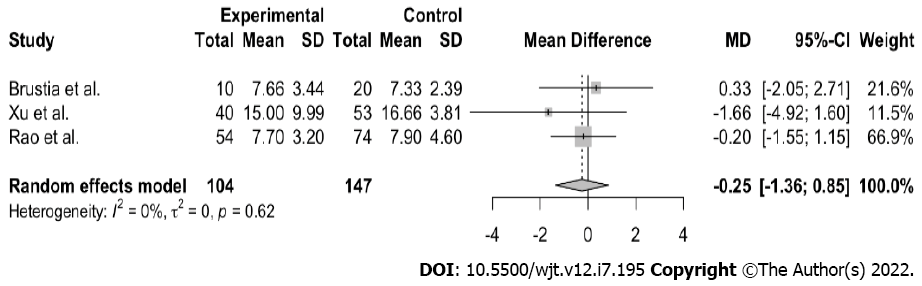 Experimental Control
Study Total Mean SD Total Mean SD Mean Difference MD 95%-CI Weight
Brustia et al. 10 7.66 3.44 20 7.33 2.39 0.33 [-2.05; 2.71] 21.6%
Xu et al. 40 15.00 9.99 53 16.66 3.81 -1.66 [-4.92; 1.60] 11.5%
Rao et al. 54 7.70 3.20 74 7.90 4.60 -0.20 [-1.55; 1.15] 66.9%
Random effects model 104 147 -0.25 [-1.36; 0.85] 100.0%
Heterogeneity: I² = 0%, τ² = 0, p = 0.62
-4 -2 0 2 4
DOI: 10.5500/wjt.v12.i7.195 Copyright ©The Author(s) 2022.